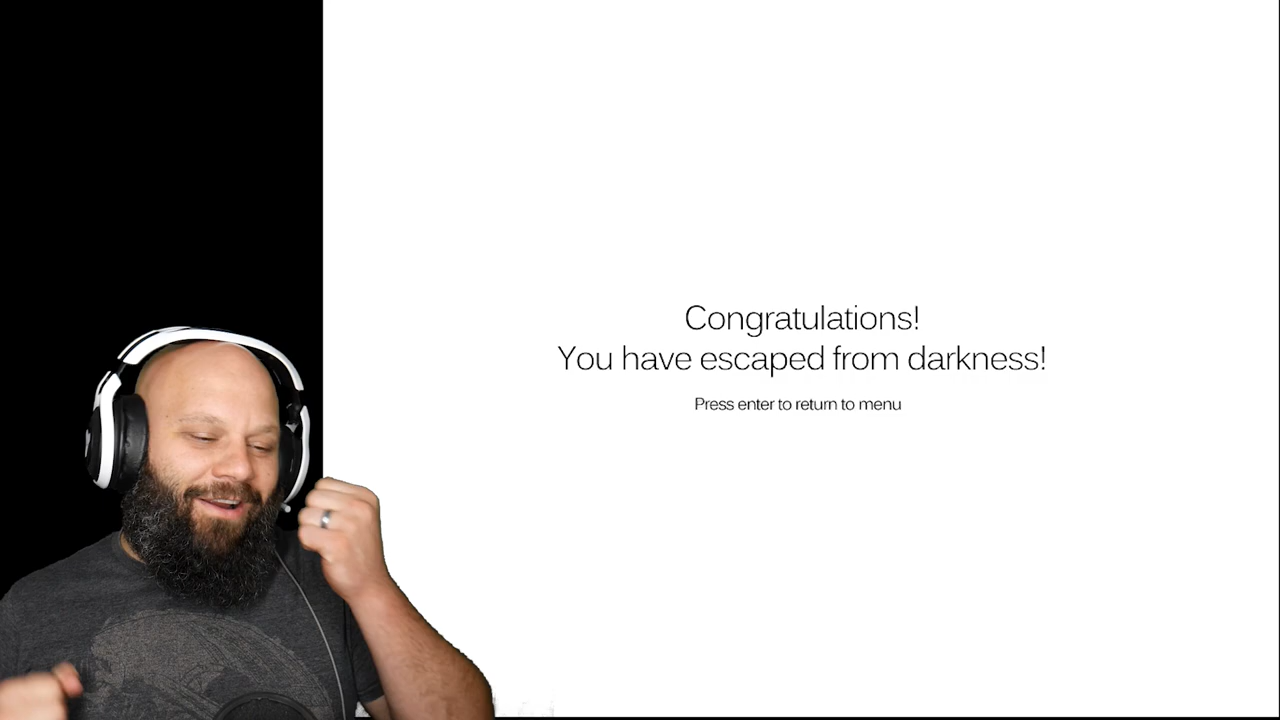 Congratulations!
You have escaped from darkness!
Press enter to return to menu